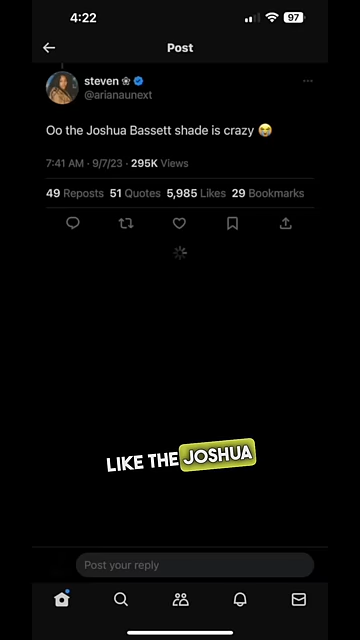 4:22
97
Post
steven
@arianaunext
Oo the Joshua Bassett shade is crazy 😭
7:41 AM · 9/7/23 · 295K Views
49 Reposts 51 Quotes 5,985 Likes 29 Bookmarks
LIKE THE JOSHUA
Post your reply